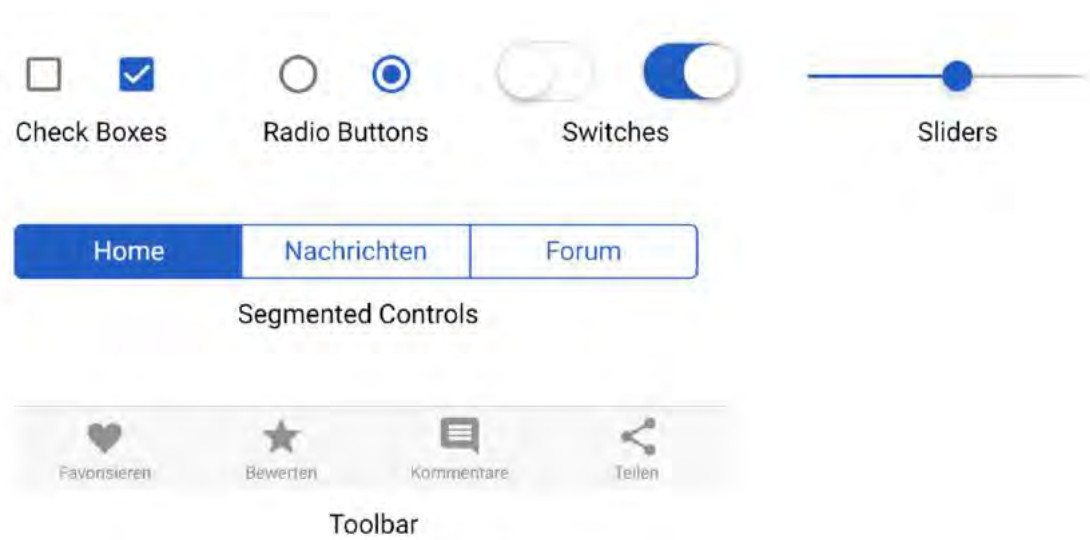 Check Boxes
Radio Buttons
Switches
Sliders
Home
Nachrichten
Forum
Segmented Controls
Favorisieren
Bewerten
Kommentare
Teilen
Toolbar